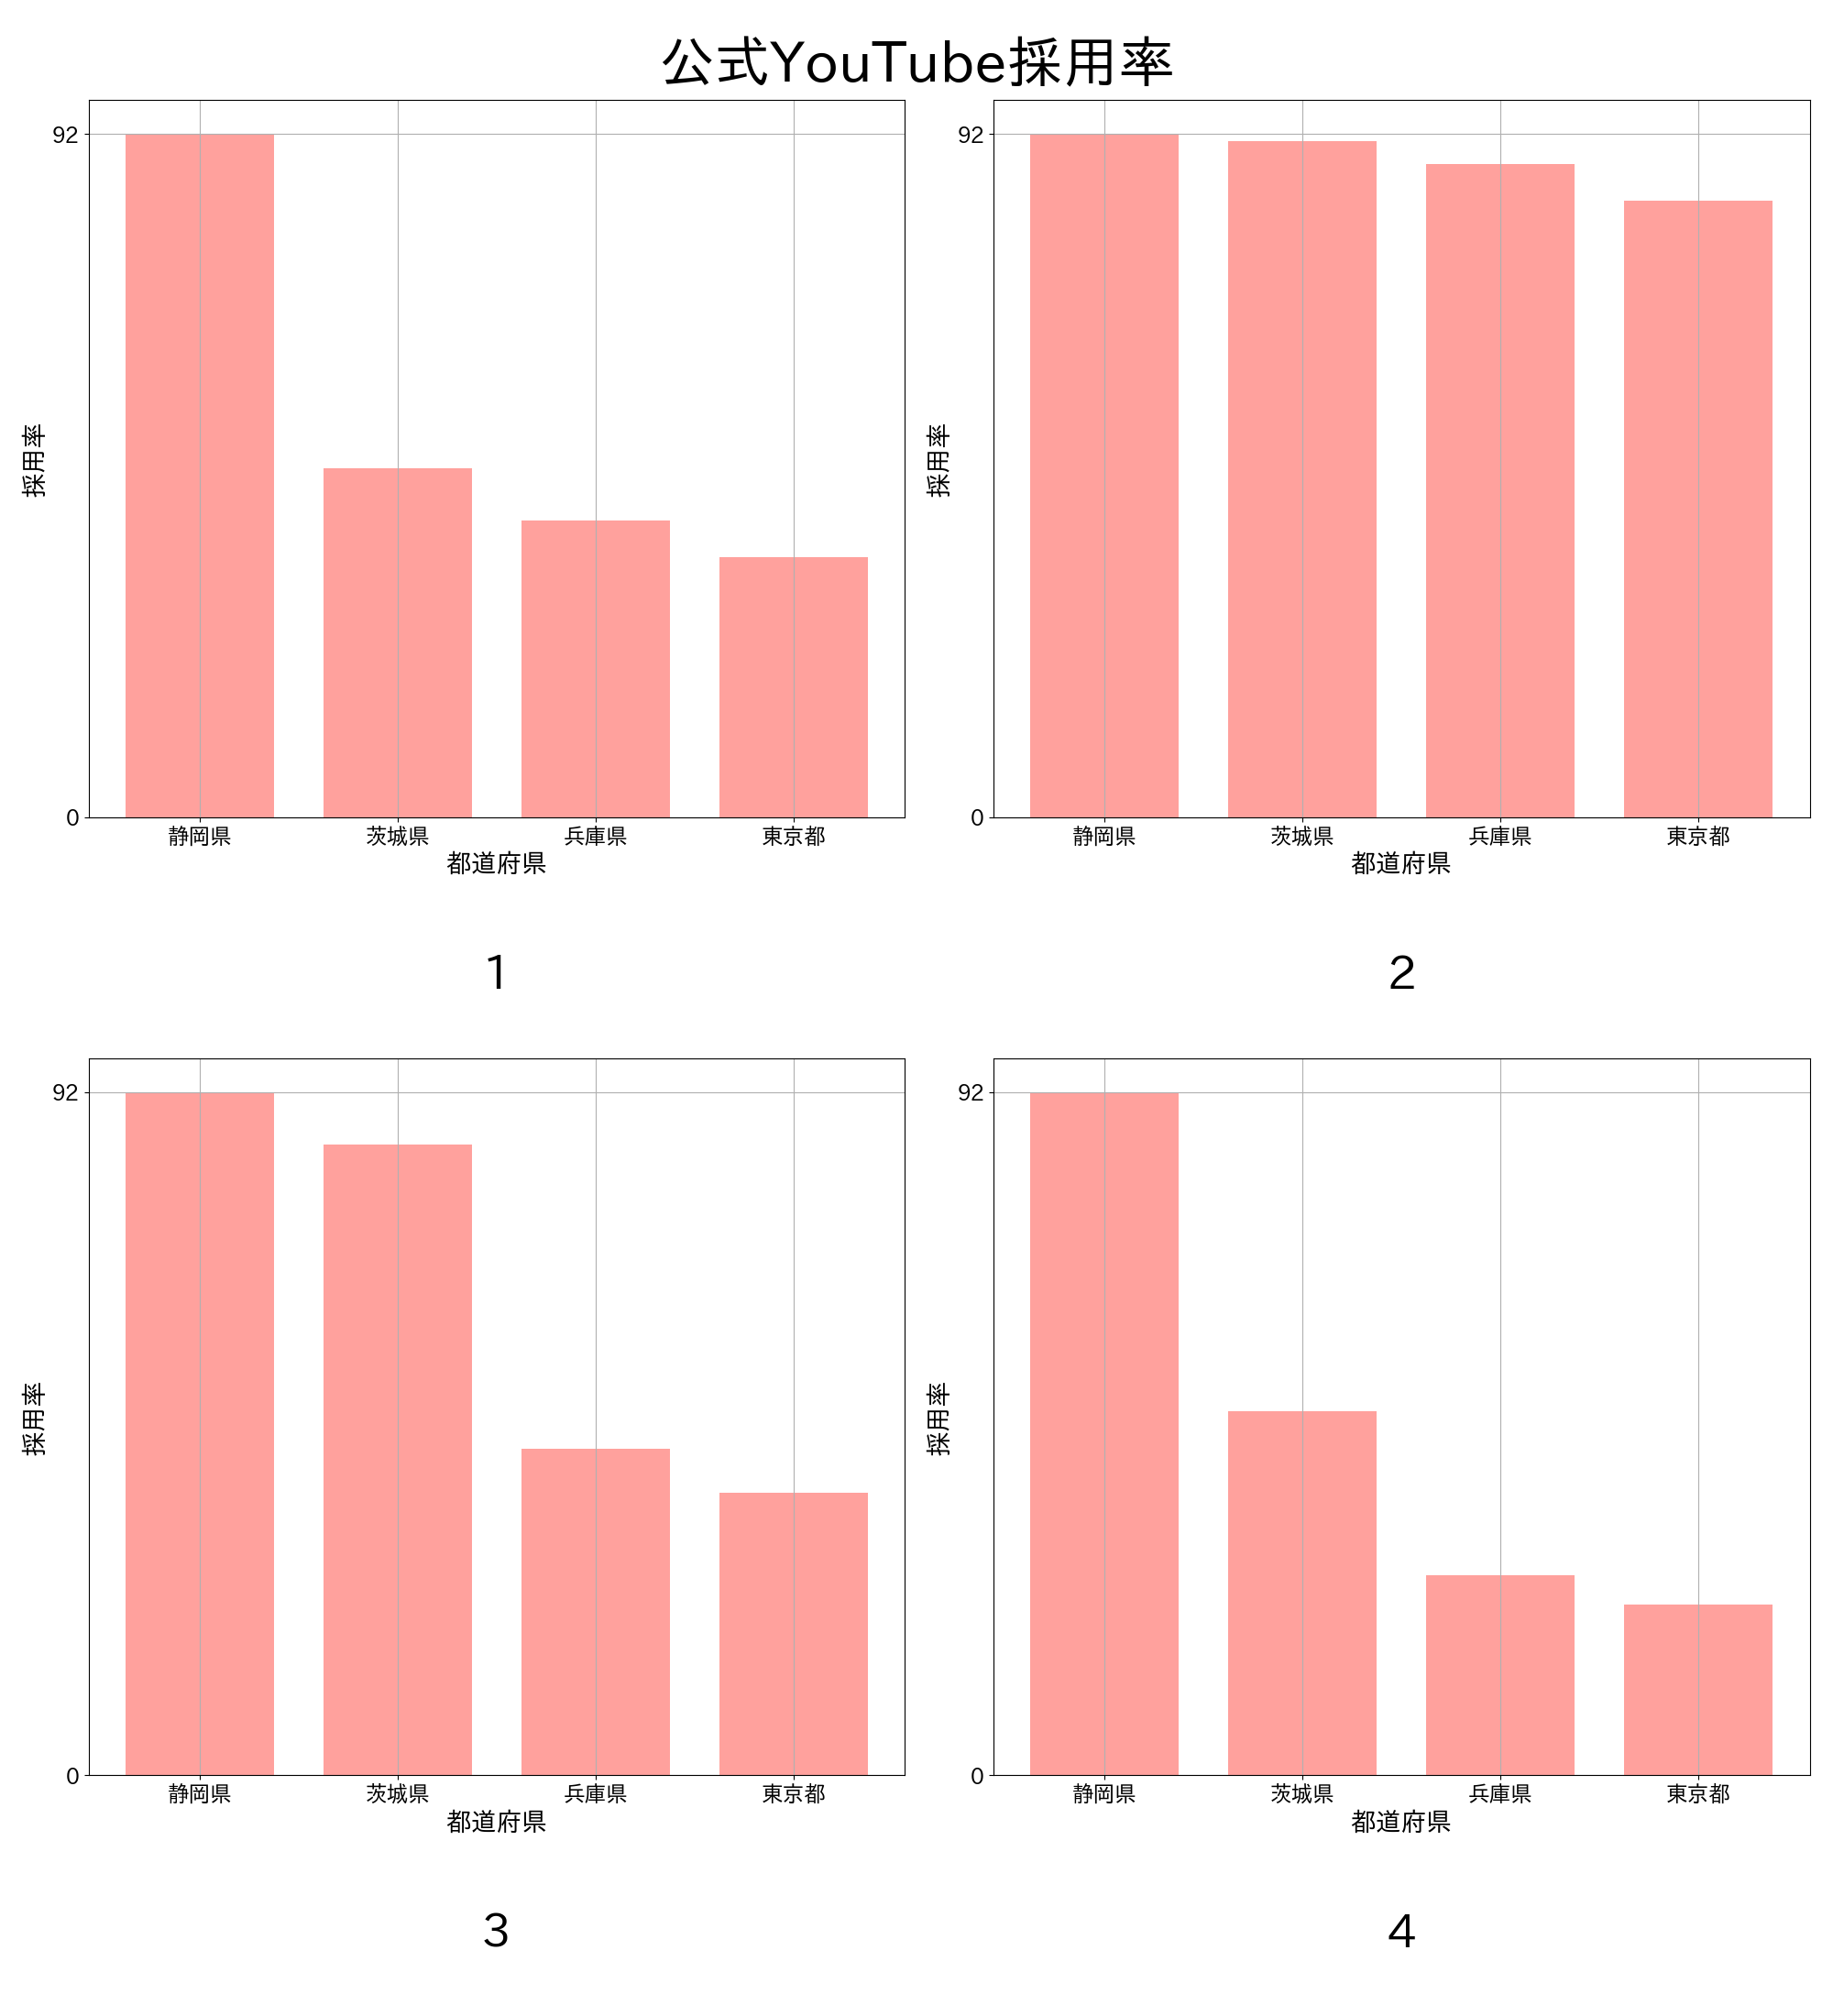 公式YouTube採用率
92
0
採用率
静岡県 茨城県 兵庫県 東京都
都道府県
1
92
0
採用率
静岡県 茨城県 兵庫県 東京都
都道府県
2
92
0
採用率
静岡県 茨城県 兵庫県 東京都
都道府県
3
92
0
採用率
静岡県 茨城県 兵庫県 東京都
都道府県
4